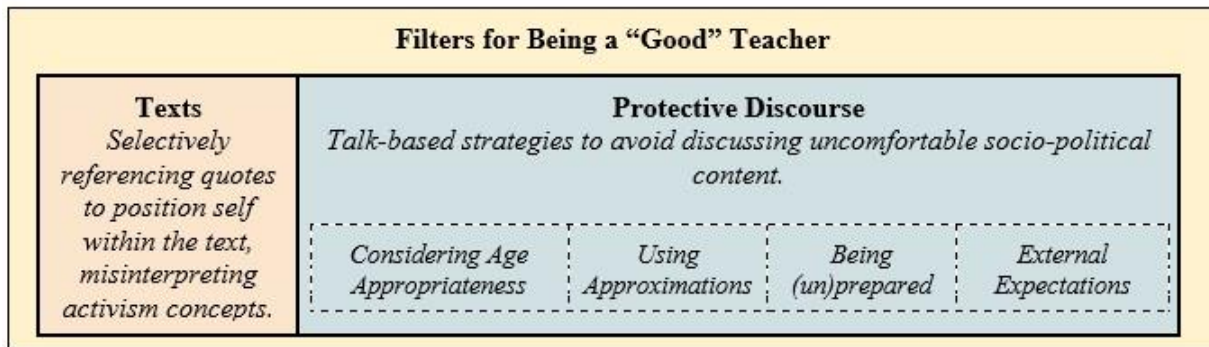 Filters for Being a “Good” Teacher
Texts
Selectively
referencing quotes
to position self
within the text,
misinterpreting
activism concepts.
Protective Discourse
Talk-based strategies to avoid discussing uncomfortable socio-political
content.
Considering Age
Appropriateness
Using
Approximations
Being
(un)prepared
External
Expectations